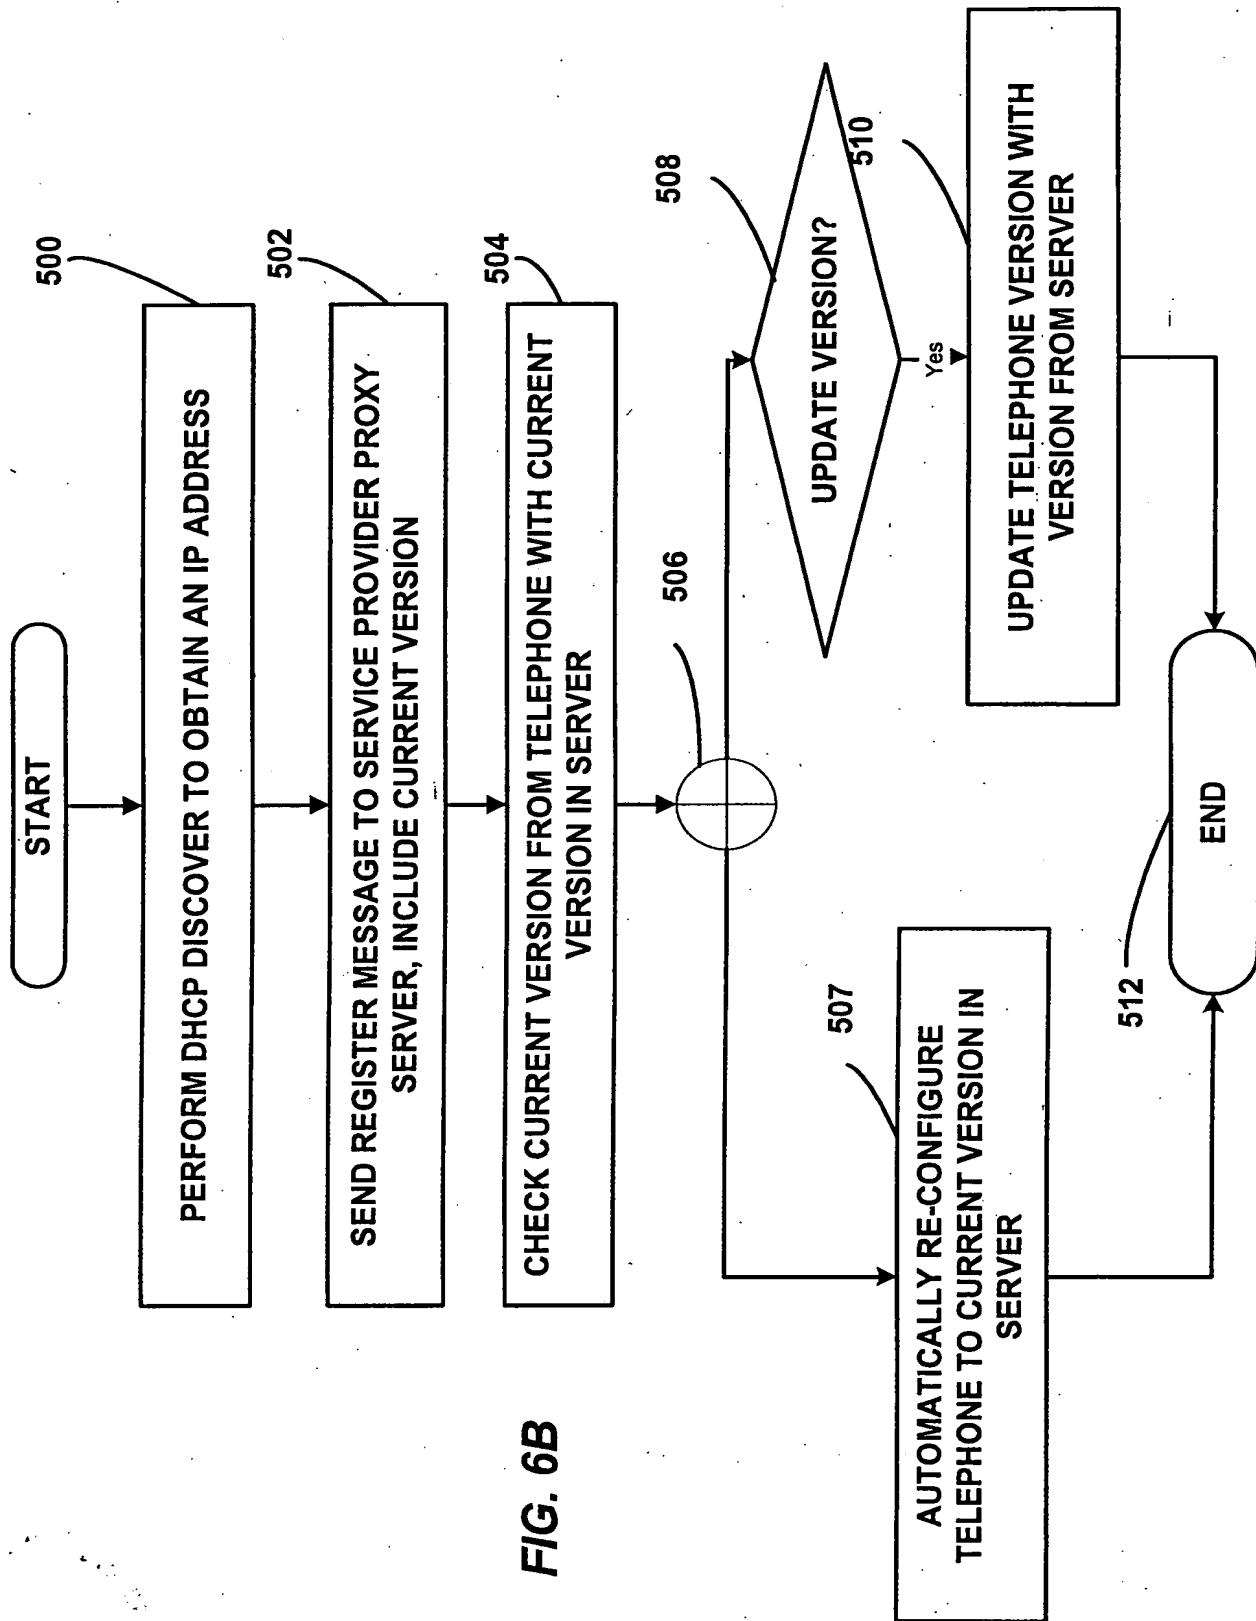 START
500
PERFORM DHCP DISCOVER TO OBTAIN AN IP ADDRESS
502
SEND REGISTER MESSAGE TO SERVICE PROVIDER PROXY
SERVER, INCLUDE CURRENT VERSION
504
CHECK CURRENT VERSION FROM TELEPHONE WITH CURRENT
VERSION IN SERVER
506
508
UPDATE VERSION?
Yes
510
UPDATE TELEPHONE VERSION WITH
VERSION FROM SERVER
507
AUTOMATICALLY RE-CONFIGURE
TELEPHONE TO CURRENT VERSION IN
SERVER
512
END
FIG. 6B